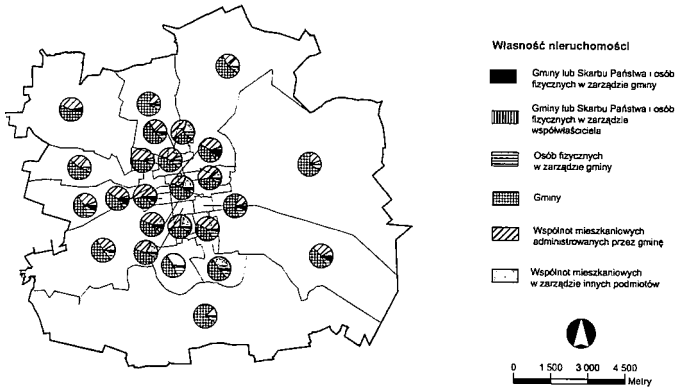 Własność nieruchomości
Gminy lub Skarbu Państwa i osób
fizycznych w zarządzie gminy
Gminy lub Skarbu Państwa i osób
fizycznych w zarządzie
współwłaściciela
Osób fizycznych
w zarządzie gminy
Gminy
Wspólnot mieszkaniowych
administrowanych przez gminę
Wspólnot mieszkaniowych
w zarządzie innych podmiotów
0 1 500 3 000 4 500
Metry